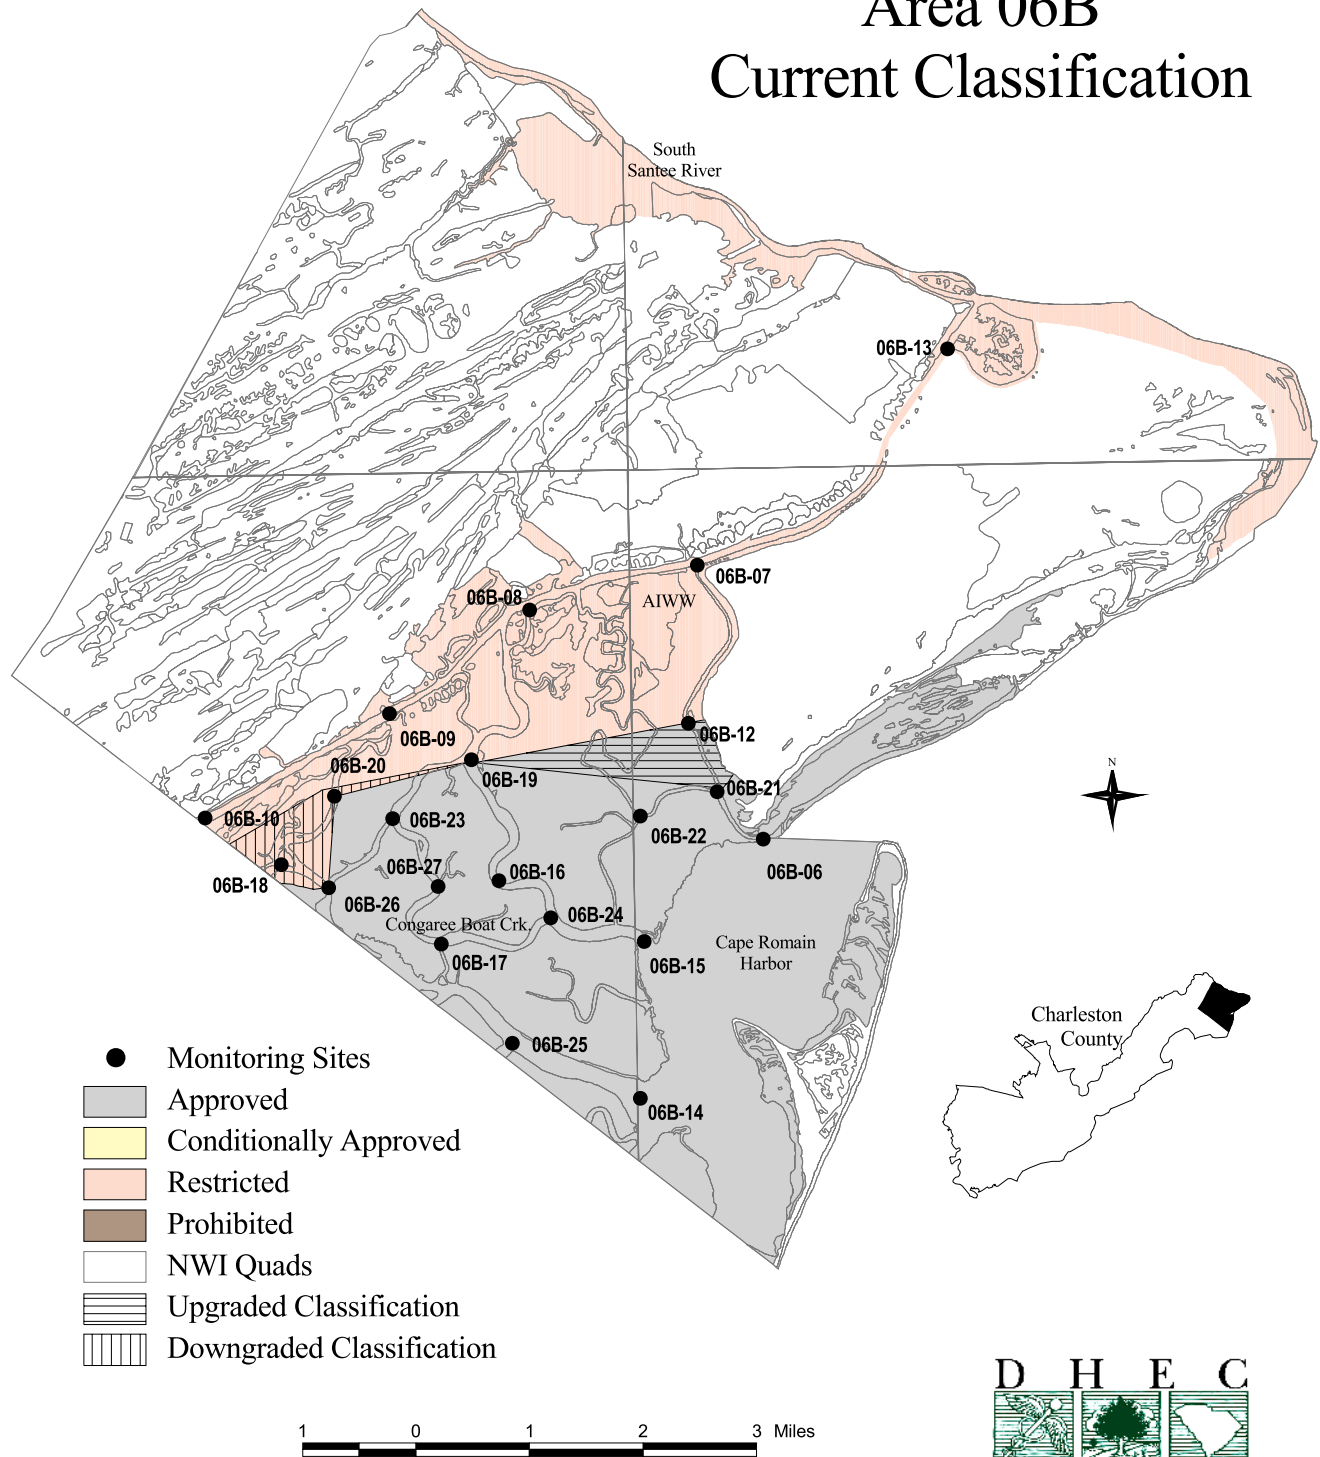 Area 06B
Current Classification
South
Santee River
06B-13
06B-07
06B-08
AIWW
06B-12
06B-09
06B-20
06B-19
06B-21
06B-10
06B-23
06B-22
06B-27
06B-16
06B-06
06B-18
06B-26
06B-24
Congaree Boat Crk.
06B-17
06B-15
Cape Romain
Harbor
06B-25
06B-14
N
Charleston
County
Monitoring Sites
Approved
Conditionally Approved
Restricted
Prohibited
NWI Quads
Upgraded Classification
Downgraded Classification
1 0 1 2 3 Miles
D H E C